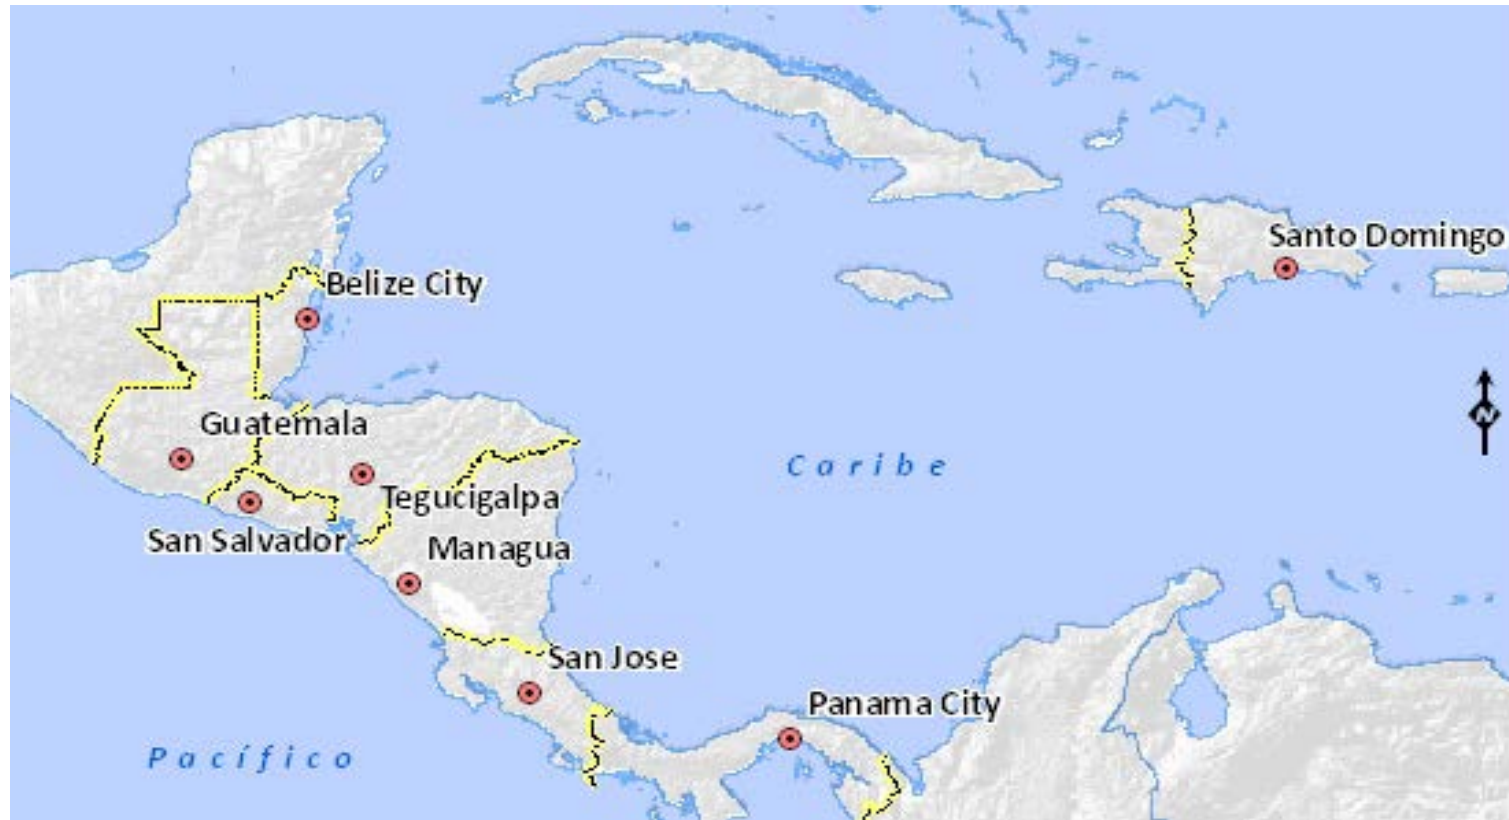 Santo Domingo
Belize City
Guatemala
N
Caribe
Tegucigalpa
San Salvador
Managua
San Jose
Panama City
Pacífico